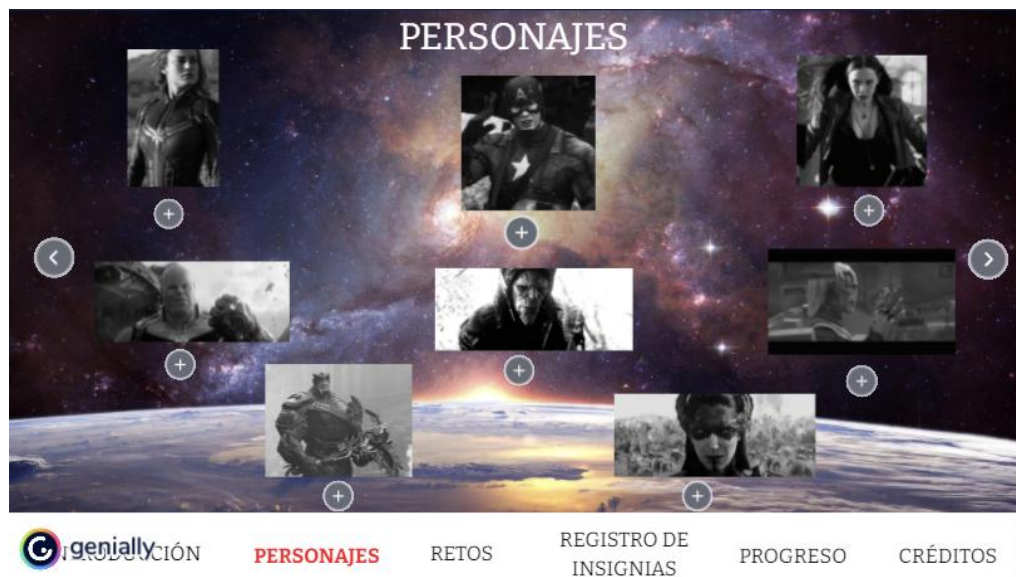 PERSONAJES
genially
PERSONAJES
RETOS
REGISTRO DE
INSIGNIAS
PROGRESO
CRÉDITOS